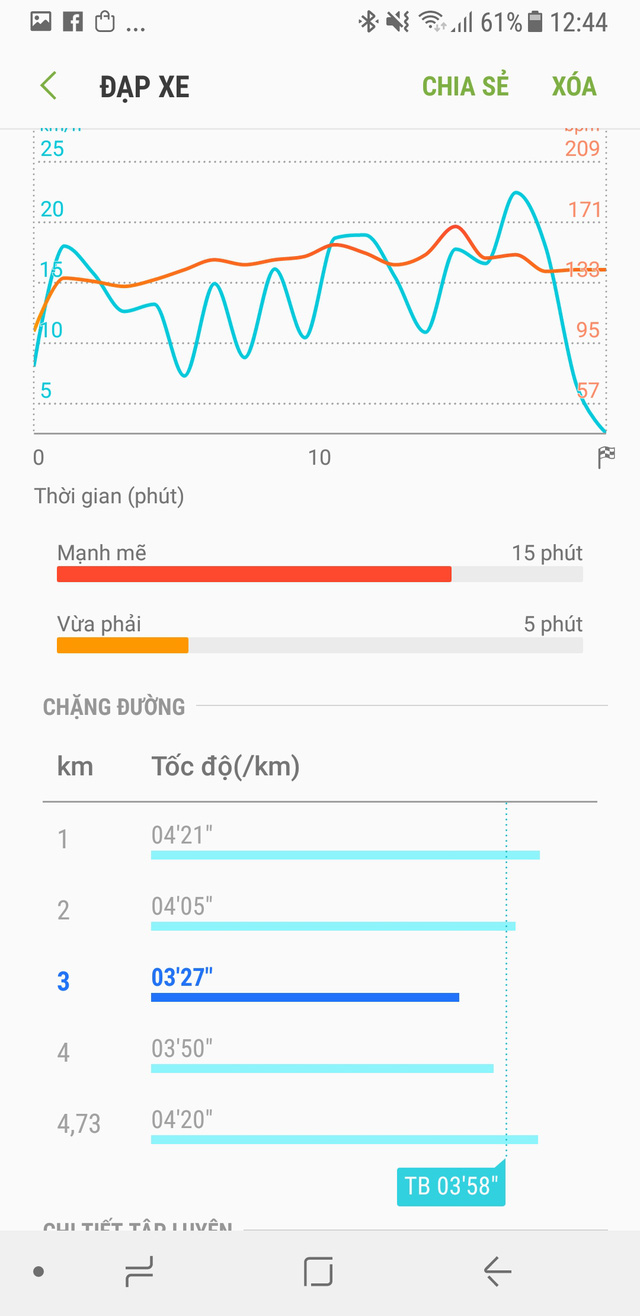 ... 61% 12:44
ĐẠP XE CHIA SẺ XÓA
km/h bpm
25 209
20 171
15 133
10 95
5 57
0 10
Thời gian (phút)
Mạnh mẽ 15 phút
Vừa phải 5 phút
CHẶNG ĐƯỜNG
km Tốc độ(/km)
1 04'21"
2 04'05"
3 03'27"
4 03'50"
4,73 04'20"
TB 03'58"
CHI TIẾT TẬP LUYỆN